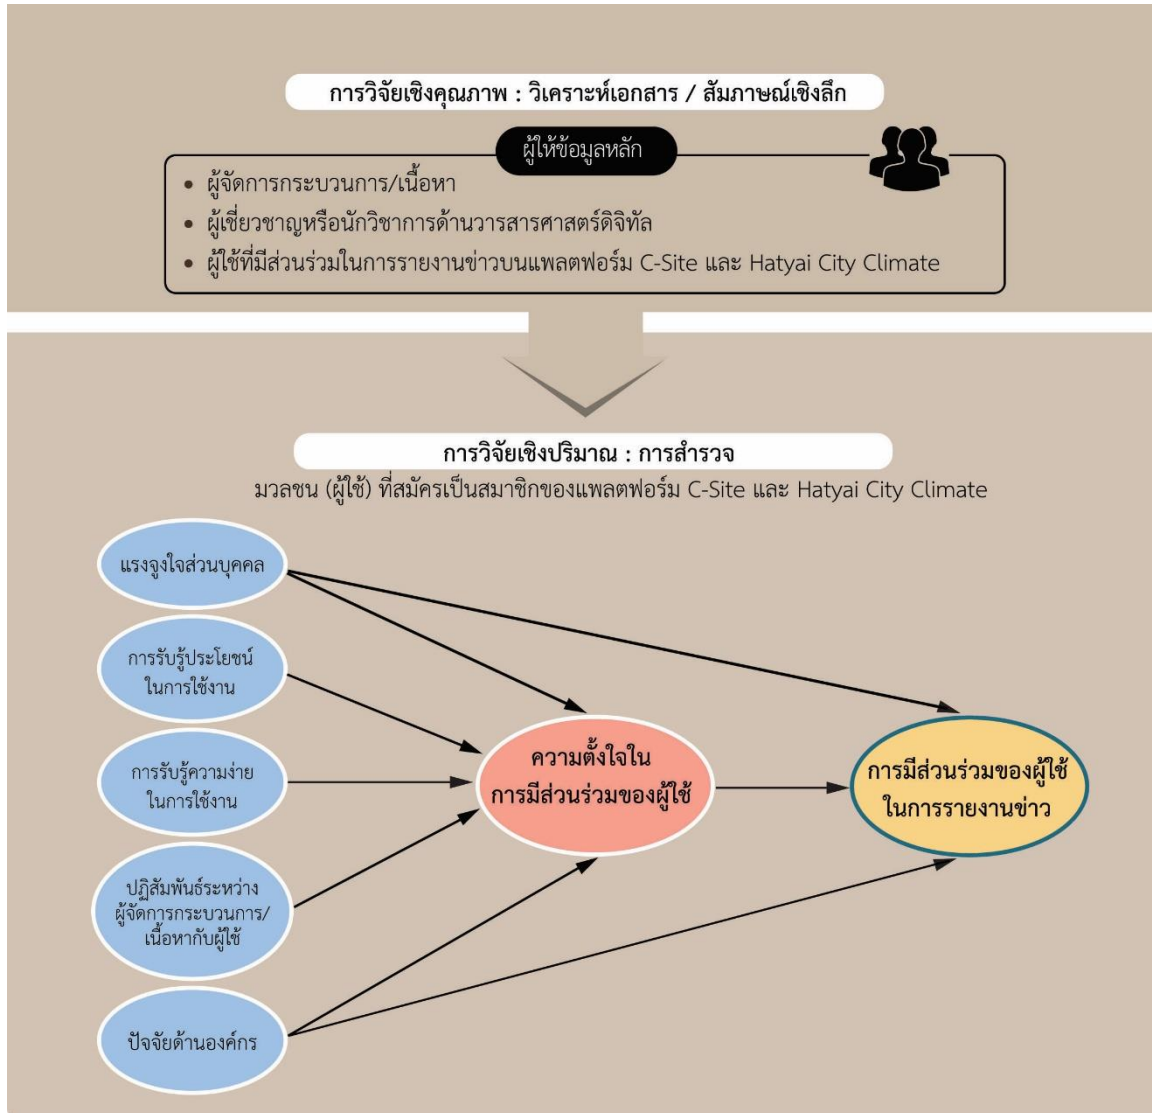 การวิจัยเชิงคุณภาพ : วิเคราะห์เอกสาร / สัมภาษณ์เชิงลึก
ผู้ให้ข้อมูลหลัก
• ผู้จัดการกระบวนการ/เนื้อหา
• ผู้เชี่ยวชาญหรือนักวิชาการด้านวารสารศาสตร์ดิจิทัล
• ผู้ใช้ที่มีส่วนร่วมในการรายงานข่าวบนแพลตฟอร์ม C-Site และ Hatyai City Climate
การวิจัยเชิงปริมาณ : การสำรวจ
มวลชน (ผู้ใช้) ที่สมัครเป็นสมาชิกของแพลตฟอร์ม C-Site และ Hatyai City Climate
แรงจูงใจส่วนบุคคล
การรับรู้ประโยชน์
ในการใช้งาน
การรับรู้ความง่าย
ในการใช้งาน
ปฏิสัมพันธ์ระหว่าง
ผู้จัดการกระบวนการ/
เนื้อหากับผู้ใช้
ปัจจัยด้านองค์กร
ความตั้งใจใน
การมีส่วนร่วมของผู้ใช้
การมีส่วนร่วมของผู้ใช้
ในการรายงานข่าว